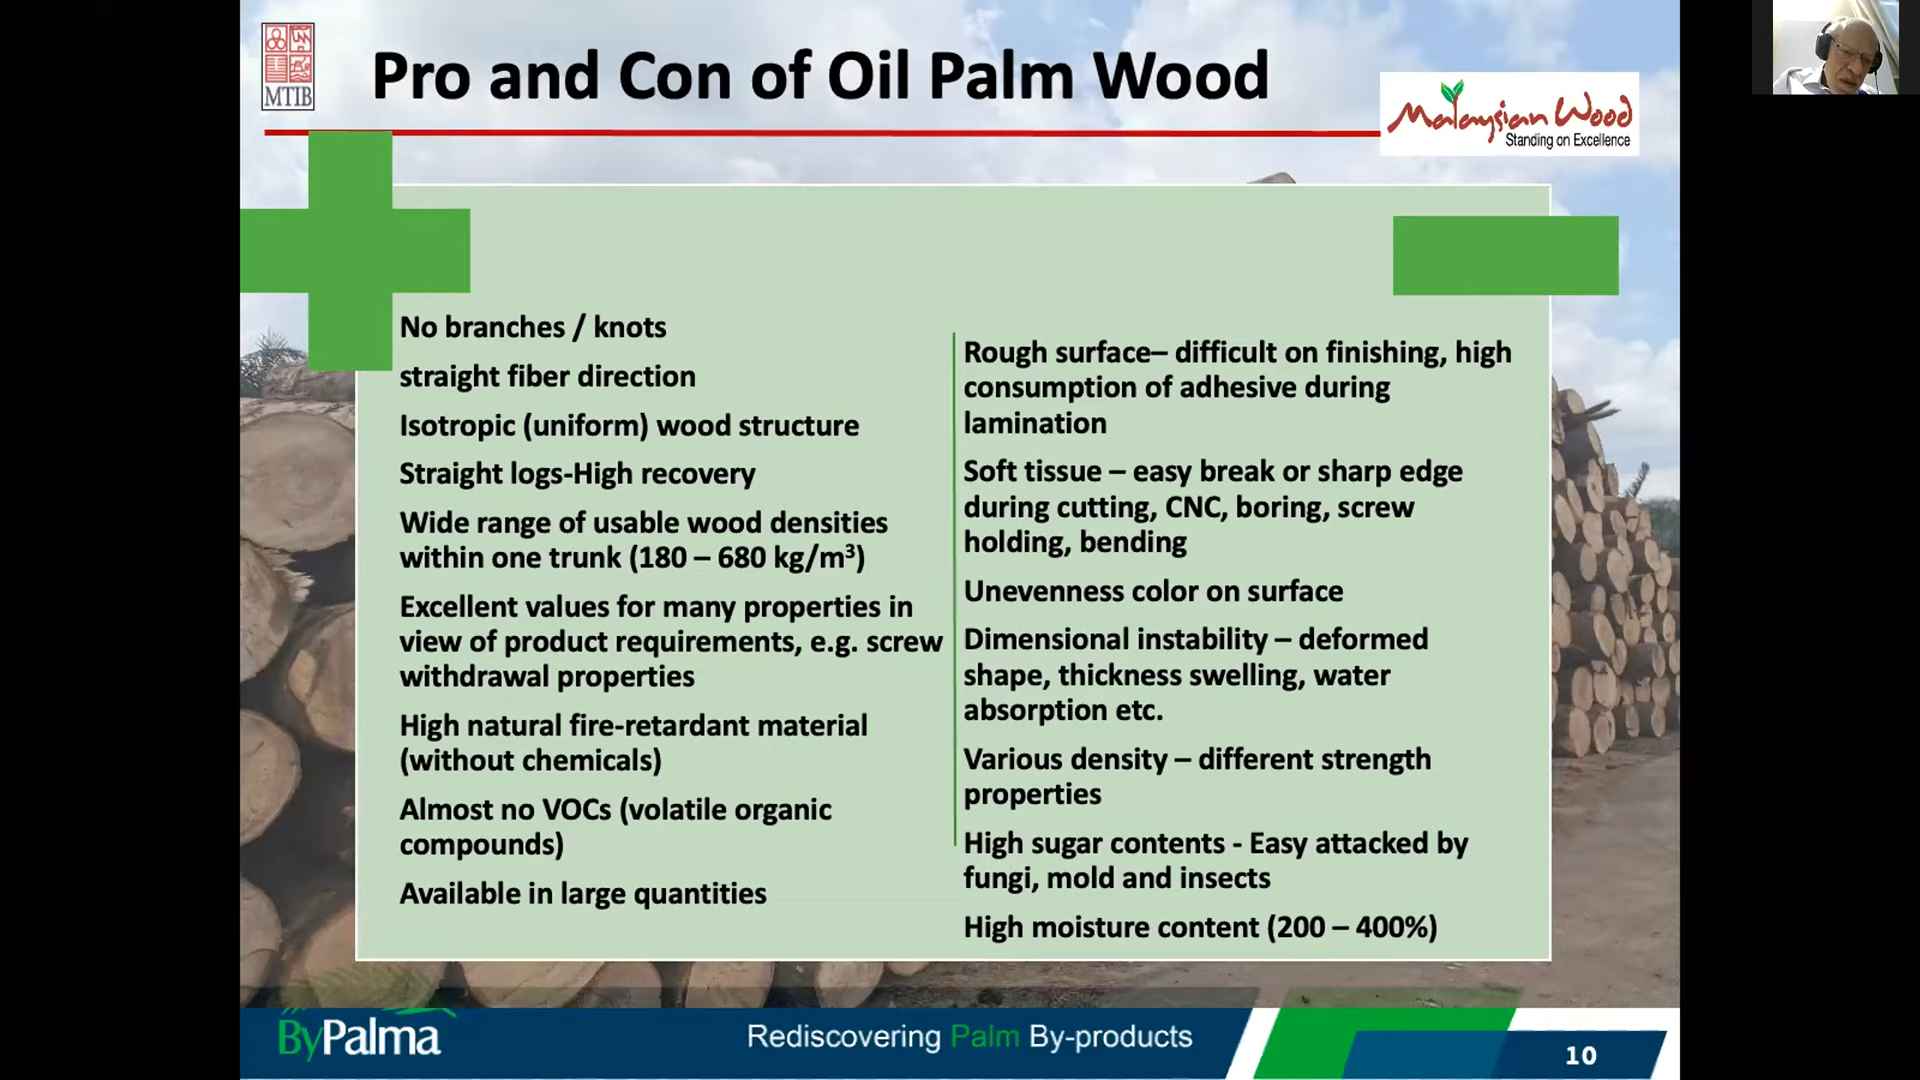 MTIB
Pro and Con of Oil Palm Wood
Malaysian Wood
Standing on Excellence
No branches / knots
straight fiber direction
Isotropic (uniform) wood structure
Straight logs-High recovery
Wide range of usable wood densities
within one trunk (180 – 680 kg/m³)
Excellent values for many properties in
view of product requirements, e.g. screw
withdrawal properties
High natural fire-retardant material
(without chemicals)
Almost no VOCs (volatile organic
compounds)
Available in large quantities
Rough surface– difficult on finishing, high
consumption of adhesive during
lamination
Soft tissue – easy break or sharp edge
during cutting, CNC, boring, screw
holding, bending
Unevenness color on surface
Dimensional instability – deformed
shape, thickness swelling, water
absorption etc.
Various density – different strength
properties
High sugar contents - Easy attacked by
fungi, mold and insects
High moisture content (200 – 400%)
ByPalma
Rediscovering Palm By-products
10